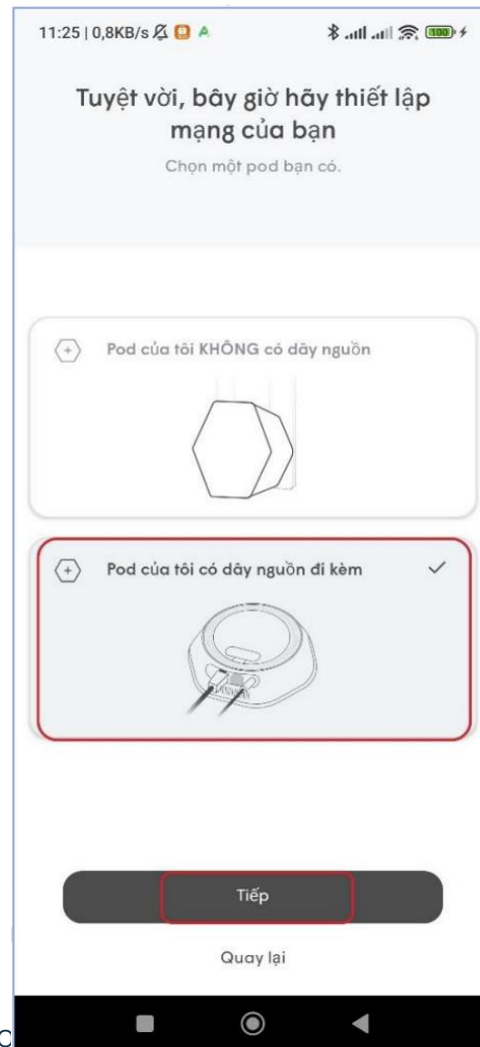 11:25 | 0,8KB/s
100
Tuyệt vời, bây giờ hãy thiết lập
mạng của bạn
Chọn một pod bạn có.
Pod của tôi KHÔNG có dây nguồn
Pod của tôi có dây nguồn đi kèm
Tiếp
Quay lại